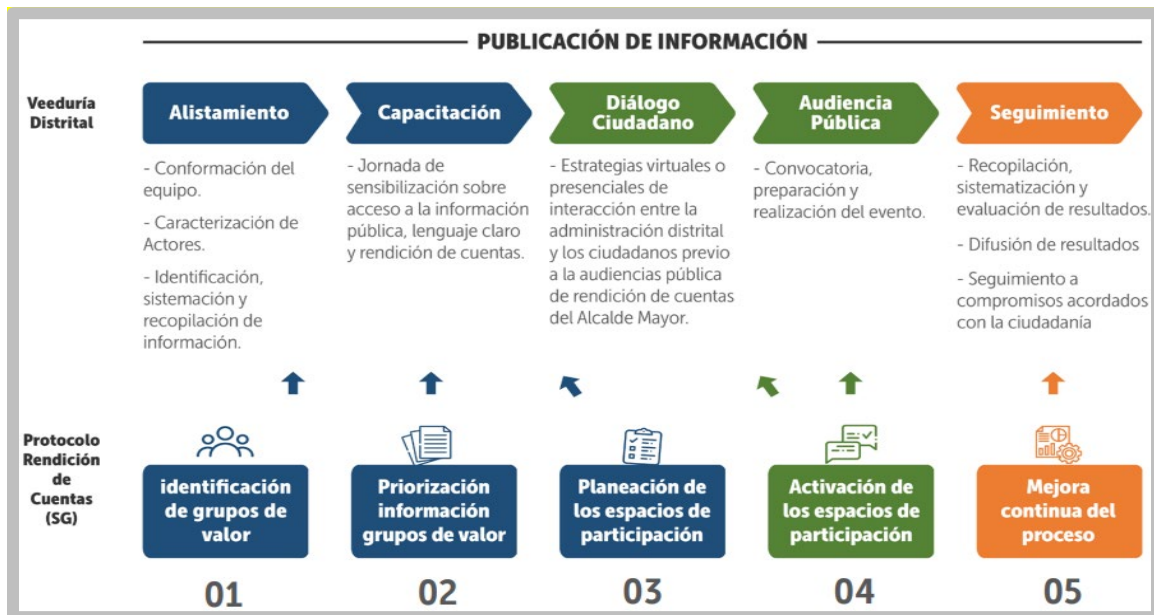 PUBLICACIÓN DE INFORMACIÓN
Veeduría
Distrital
Alistamiento
Capacitación
Diálogo
Ciudadano
Audiencia
Pública
Seguimiento
- Conformación del
equipo.
- Caracterización de
Actores.
- Identificación,
sistemación y
recopilación de
información.
- Jornada de
sensibilización sobre
acceso a la información
pública, lenguaje claro
y rendición de cuentas.
- Estrategias virtuales o
presenciales de
interacción entre la
administración distrital
y los ciudadanos previo
a la audiencias pública
de rendición de cuentas
del Alcalde Mayor.
- Convocatoria,
preparación y
realización del evento.
- Recopilación,
sistematización y
evaluación de resultados.
- Difusión de resultados
- Seguimiento a
compromisos acordados
con la ciudadanía
Protocolo
Rendición
de
Cuentas
(SG)
identificación
de grupos de
valor
Priorización
información
grupos de valor
Planeación de
los espacios de
participación
Activación de
los espacios de
participación
Mejora
continua del
proceso
01
02
03
04
05